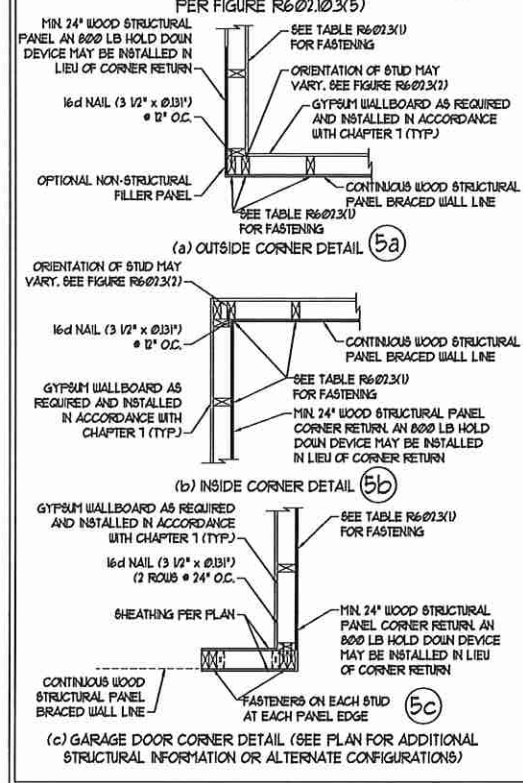 PER FIGURE R602.10.3(5)
MIN. 24" WOOD STRUCTURAL
PANEL AN 800 LB HOLD DOWN
DEVICE MAY BE INSTALLED IN
LIEU OF CORNER RETURN
SEE TABLE R602.3(1)
FOR FASTENING
ORIENTATION OF STUD MAY
VARY. SEE FIGURE R602.3(2)
16d NAIL (3 1/2" x 0.131")
@ 12" O.C.
GYPSUM WALLBOARD AS REQUIRED
AND INSTALLED IN ACCORDANCE
WITH CHAPTER 7 (TYP.)
OPTIONAL NON-STRUCTURAL
FILLER PANEL
CONTINUOUS WOOD STRUCTURAL
PANEL BRACED WALL LINE
SEE TABLE R602.3(1)
FOR FASTENING
(a) OUTSIDE CORNER DETAIL 5a
ORIENTATION OF STUD MAY
VARY. SEE FIGURE R602.3(2)
16d NAIL (3 1/2" x 0.131")
@ 12" O.C.
CONTINUOUS WOOD STRUCTURAL
PANEL BRACED WALL LINE
GYPSUM WALLBOARD AS
REQUIRED AND INSTALLED
IN ACCORDANCE WITH
CHAPTER 7 (TYP.)
SEE TABLE R602.3(1)
FOR FASTENING
MIN. 24" WOOD STRUCTURAL PANEL
CORNER RETURN. AN 800 LB HOLD
DOWN DEVICE MAY BE INSTALLED
IN LIEU OF CORNER RETURN
(b) INSIDE CORNER DETAIL 5b
GYPSUM WALLBOARD AS REQUIRED
AND INSTALLED IN ACCORDANCE
WITH CHAPTER 7 (TYP.)
SEE TABLE R602.3(1)
FOR FASTENING
16d NAIL (3 1/2" x 0.131")
(2 ROWS @ 24" O.C.
SHEATHING PER PLAN
MIN. 24" WOOD STRUCTURAL
PANEL CORNER RETURN. AN
800 LB HOLD DOWN DEVICE
MAY BE INSTALLED IN LIEU
OF CORNER RETURN
CONTINUOUS WOOD
STRUCTURAL PANEL
BRACED WALL LINE
FASTENERS ON EACH STUD
AT EACH PANEL EDGE
5c
(c) GARAGE DOOR CORNER DETAIL (SEE PLAN FOR ADDITIONAL
STRUCTURAL INFORMATION OR ALTERNATE CONFIGURATIONS)